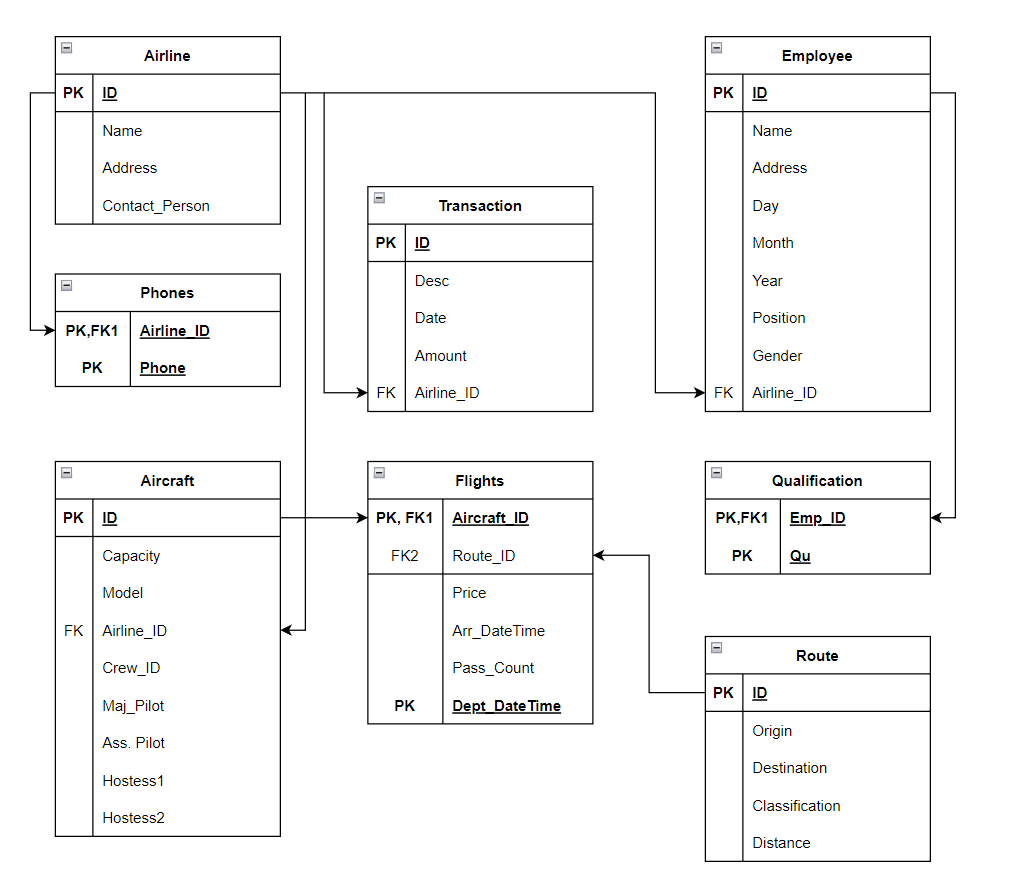 Airline
PK ID
Name
Address
Contact_Person
Employee
PK ID
Name
Address
Day
Month
Year
Position
Gender
FK Airline_ID
Transaction
PK ID
Desc
Date
Amount
FK Airline_ID
Phones
PK,FK1 Airline_ID
PK Phone
Aircraft
PK ID
Capacity
Model
FK Airline_ID
Crew_ID
Maj_Pilot
Ass. Pilot
Hostess1
Hostess2
Flights
PK, FK1 Aircraft_ID
FK2 Route_ID
Price
Arr_DateTime
Pass_Count
PK Dept_DateTime
Qualification
PK,FK1 Emp_ID
PK Qu
Route
PK ID
Origin
Destination
Classification
Distance